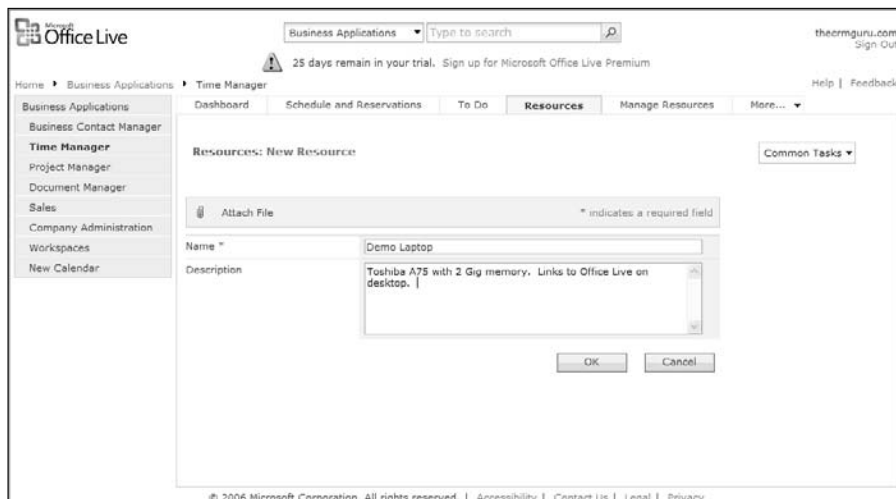 Microsoft
Office Live
Business Applications Type to search
thecrmguru.com
Sign Out
25 days remain in your trial. Sign up for Microsoft Office Live Premium
Home Business Applications Time Manager
Help | Feedback
Business Applications
Business Contact Manager
Time Manager
Project Manager
Document Manager
Sales
Company Administration
Workspaces
New Calendar
Dashboard Schedule and Reservations To Do Resources Manage Resources More...
Resources: New Resource
Common Tasks
Attach File
* indicates a required field
Name *
Demo Laptop
Description
Toshiba A75 with 2 Gig memory. Links to Office Live on
desktop.
OK Cancel
© 2006 Microsoft Corporation. All rights reserved. | Accessibility | Contact Us | Legal | Privacy